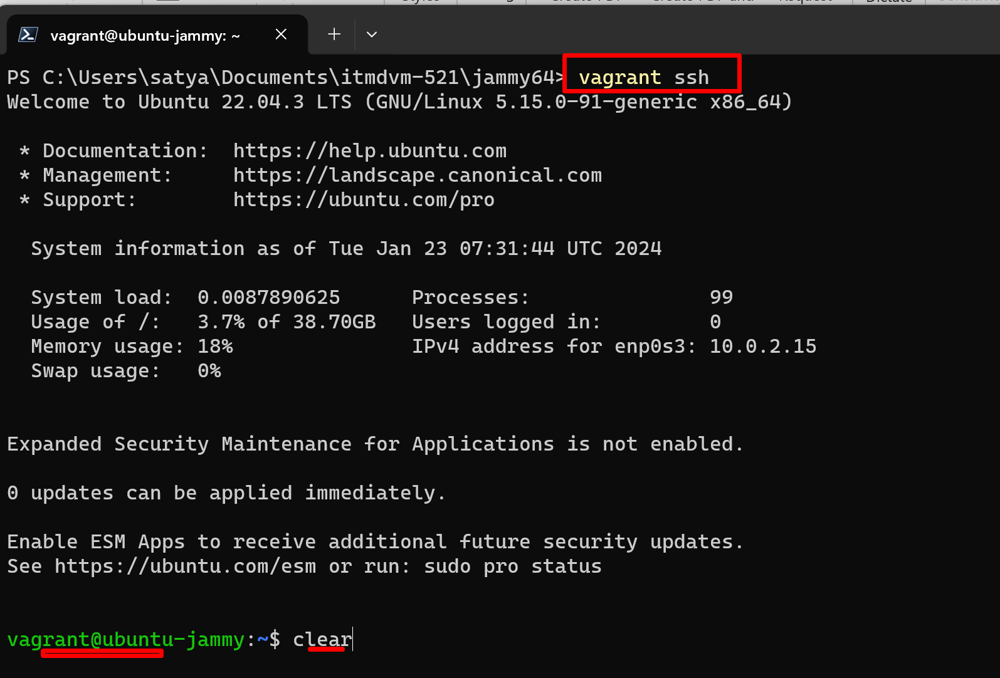 vagrant@ubuntu-jammy: ~
PS C:\Users\satya\Documents\itmdvm-521\jammy64> vagrant ssh
Welcome to Ubuntu 22.04.3 LTS (GNU/Linux 5.15.0-91-generic x86_64)
* Documentation:  https://help.ubuntu.com
* Management:     https://landscape.canonical.com
* Support:        https://ubuntu.com/pro
System information as of Tue Jan 23 07:31:44 UTC 2024
System load:  0.0087890625      Processes:               99
Usage of /:   3.7% of 38.70GB   Users logged in:         0
Memory usage: 18%               IPv4 address for enp0s3: 10.0.2.15
Swap usage:   0%
Expanded Security Maintenance for Applications is not enabled.
0 updates can be applied immediately.
Enable ESM Apps to receive additional future security updates.
See https://ubuntu.com/esm or run: sudo pro status
vagrant@ubuntu-jammy:~$ clear